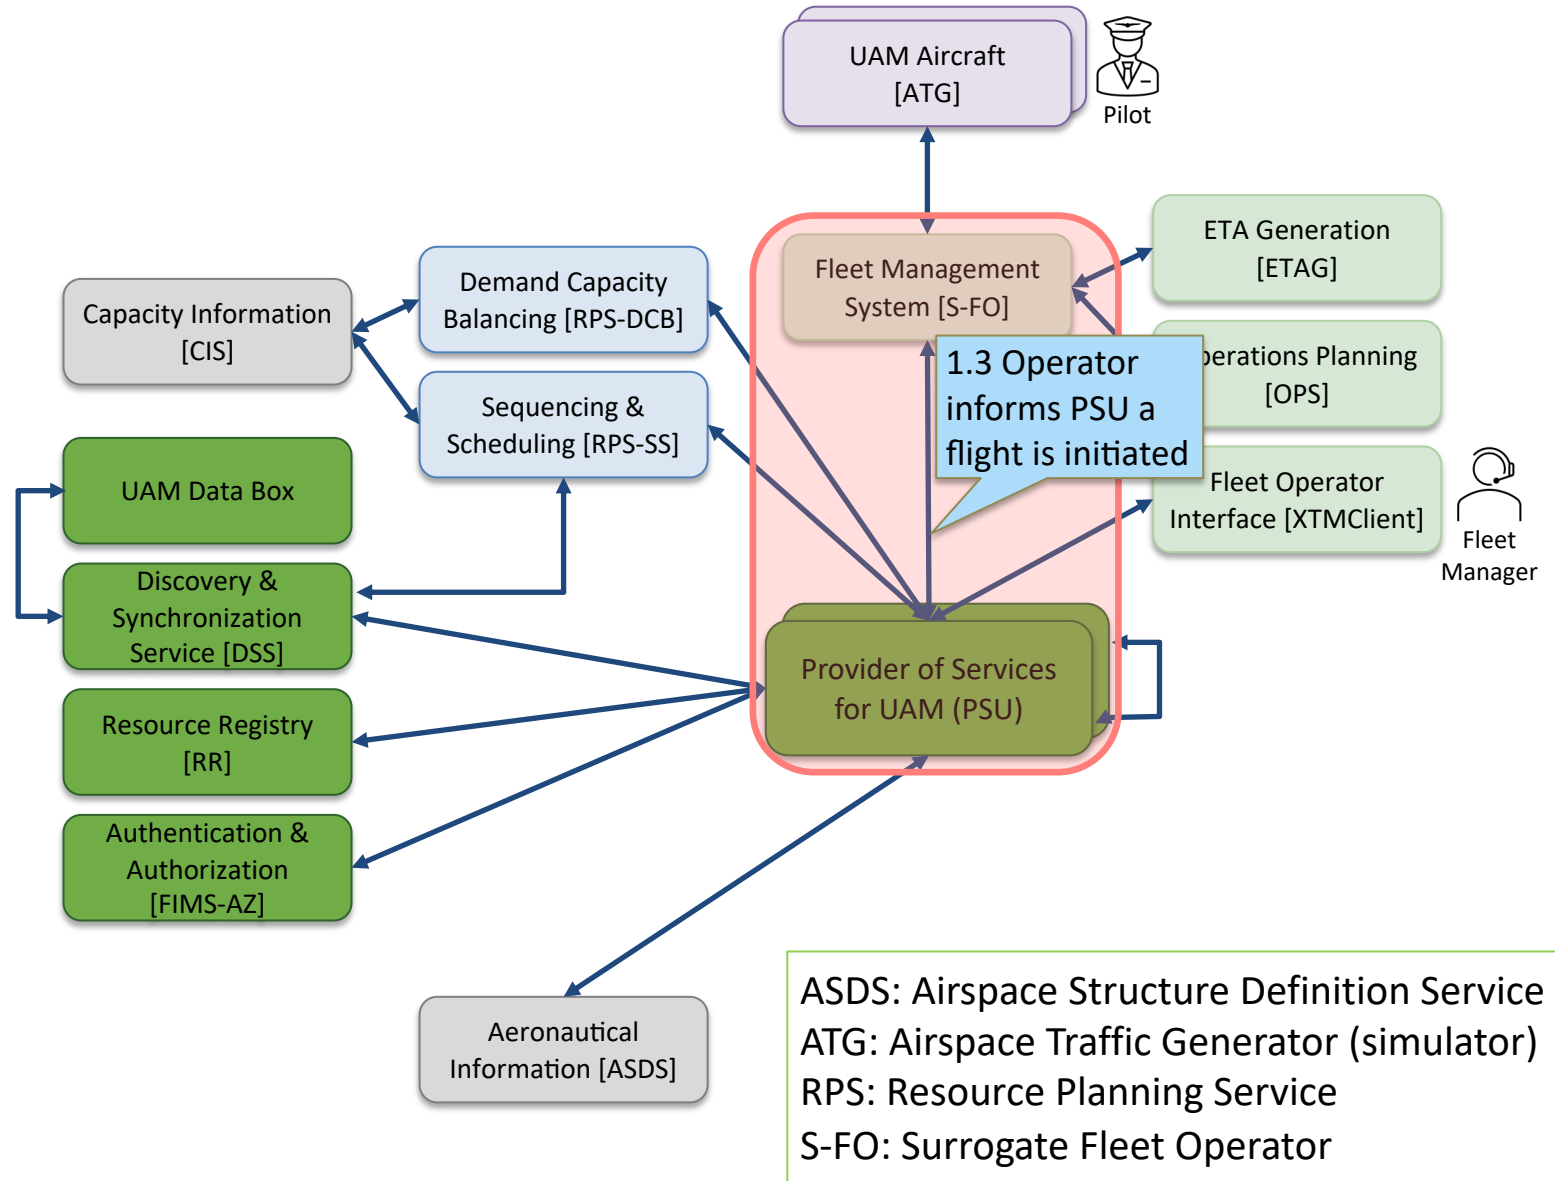 UAM Aircraft
[ATG]
Pilot
Fleet Management
System [S-FO]
ETA Generation
[ETAG]
Demand Capacity
Balancing [RPS-DCB]
Capacity Information
[CIS]
1.3 Operator
informs PSU a
flight is initiated
perations Planning
[OPS]
Sequencing &
Scheduling [RPS-SS]
UAM Data Box
Fleet Operator
Interface [XTMClient]
Fleet
Manager
Discovery &
Synchronization
Service [DSS]
Provider of Services
for UAM (PSU)
Resource Registry
[RR]
Authentication &
Authorization
[FIMS-AZ]
Aeronautical
Information [ASDS]
ASDS: Airspace Structure Definition Service
ATG: Airspace Traffic Generator (simulator)
RPS: Resource Planning Service
S-FO: Surrogate Fleet Operator